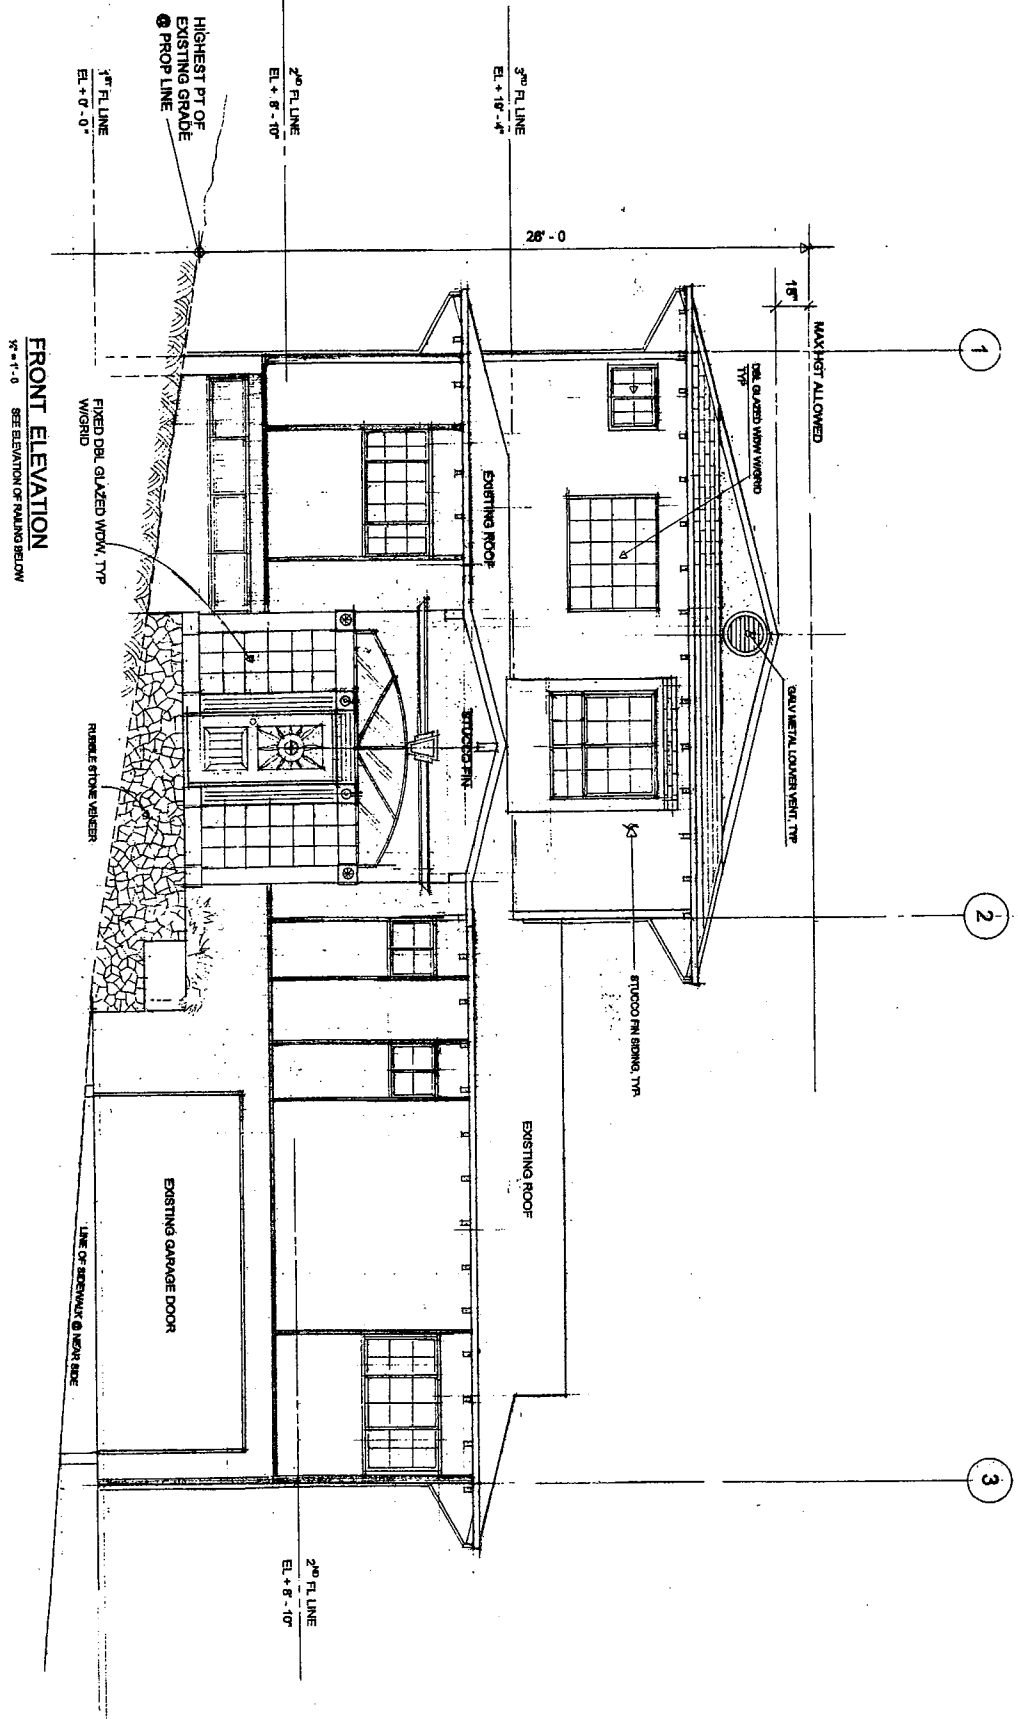 1
2
3
MAX HGT ALLOWED
18"
26' - 0
DBL GLAZED WDW W/GRID
TYP
GALV METAL LOUVER VENT, TYP
3RD FL LINE
EL + 19' - 4"
STUCCO FIN SIDING, TYP
EXISTING ROOF
EXISTING ROOF
STUCCO FIN
2ND FL LINE
EL + 8' - 10"
2ND FL LINE
EL + 8' - 10"
HIGHEST PT OF
EXISTING GRADE
@ PROP LINE
1ST FL LINE
EL + 0' - 0"
FIXED DBL GLAZED WDW, TYP
W/GRID
RUBBLE STONE VENEER
EXISTING GARAGE DOOR
LINE OF SIDEWALK @ NEAR SIDE
FRONT ELEVATION
SEE ELEVATION OF RAILING BELOW